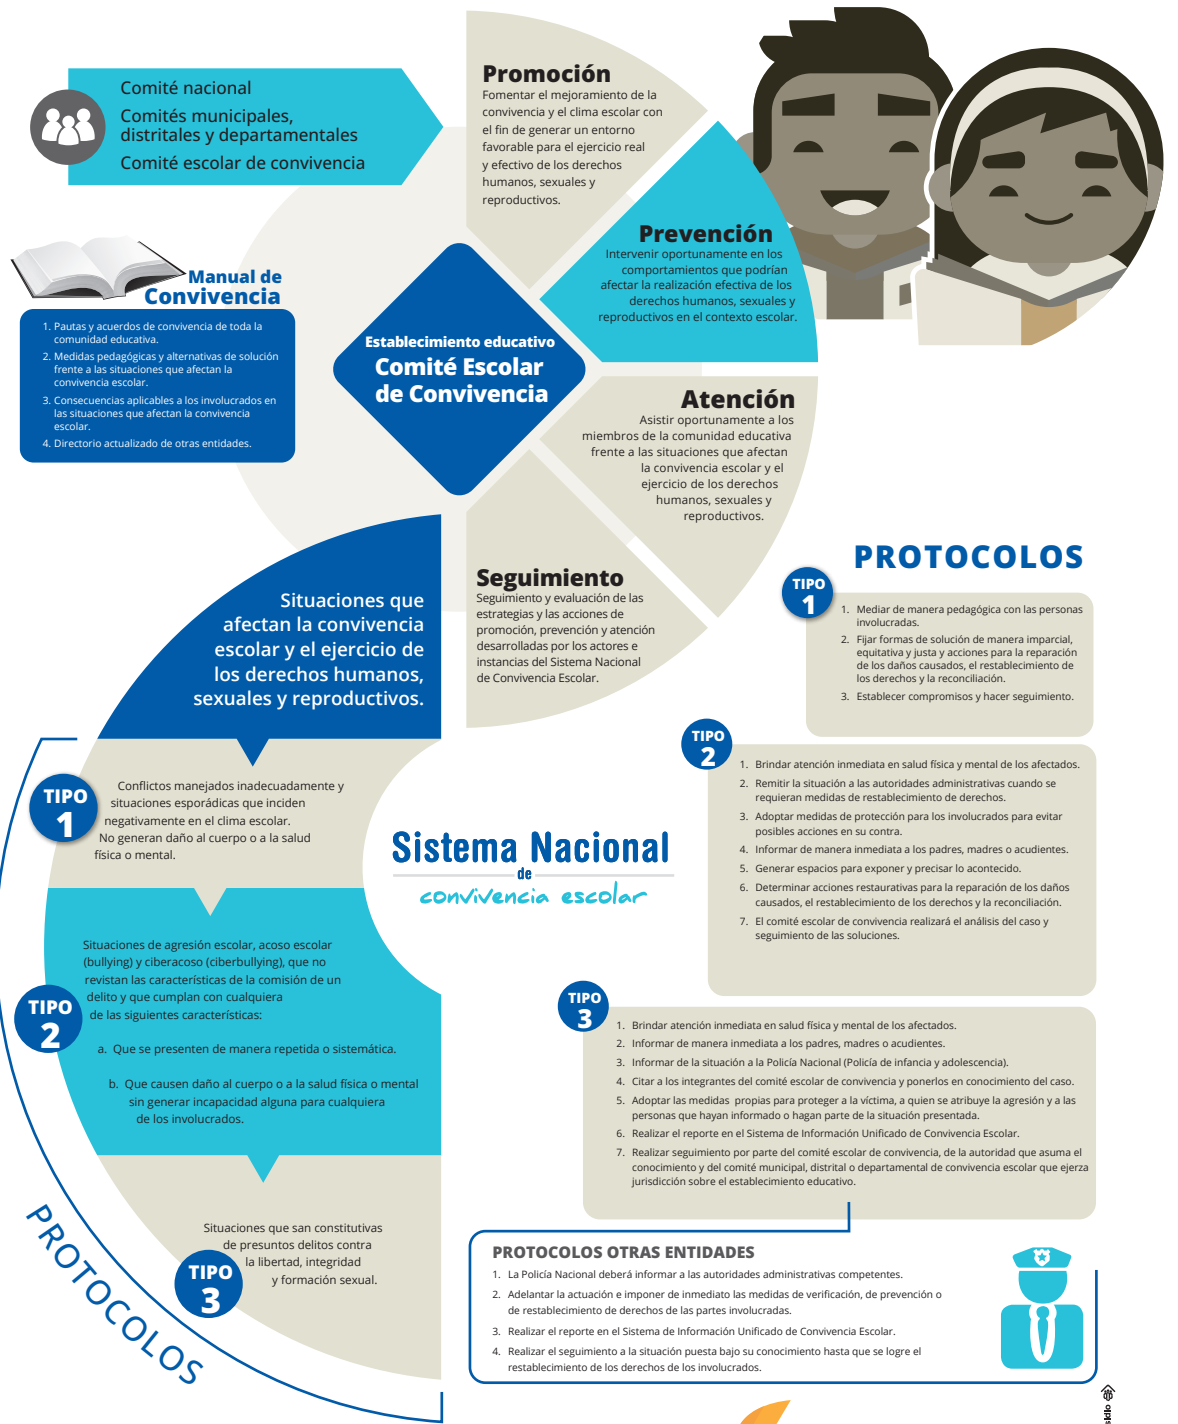 Comité nacional
Comités municipales,
distritales y departamentales
Comité escolar de convivencia
Promoción
Fomentar el mejoramiento de la
convivencia y el clima escolar con
el fin de generar un entorno
favorable para el ejercicio real
y efectivo de los derechos
humanos, sexuales y
reproductivos.
Prevención
Intervenir oportunamente en los
comportamientos que podrían
afectar la realización efectiva de los
derechos humanos, sexuales y
reproductivos en el contexto escolar.
Manual de
Convivencia
1. Pautas y acuerdos de convivencia de toda la
comunidad educativa.
2. Medidas pedagógicas y alternativas de solución
frente a las situaciones que afectan la
convivencia escolar.
3. Consecuencias aplicables a los involucrados en
las situaciones que afectan la convivencia
escolar.
4. Directorio actualizado de otras entidades.
Establecimiento educativo
Comité Escolar
de Convivencia
Atención
Asistir oportunamente a los
miembros de la comunidad educativa
frente a las situaciones que afectan
la convivencia escolar y el
ejercicio de los derechos
humanos, sexuales y
reproductivos.
Seguimiento
Seguimiento y evaluación de las
estrategias y las acciones de
promoción, prevención y atención
desarrolladas por los actores e
instancias del Sistema Nacional
de Convivencia Escolar.
Situaciones que
afectan la convivencia
escolar y el ejercicio de
los derechos humanos,
sexuales y reproductivos.
TIPO
1
Conflictos manejados inadecuadamente y
situaciones esporádicas que inciden
negativamente en el clima escolar.
No generan daño al cuerpo o a la salud
física o mental.
TIPO
2
Situaciones de agresión escolar, acoso escolar
(bullying) y ciberacoso (ciberbullying), que no
revistan las características de la comisión de un
delito y que cumplan con cualquiera
de las siguientes características:
a. Que se presenten de manera repetida o sistemática.
b. Que causen daño al cuerpo o a la salud física o mental
sin generar incapacidad alguna para cualquiera
de los involucrados.
TIPO
3
Situaciones que san constitutivas
de presuntos delitos contra
la libertad, integridad
y formación sexual.
PROTOCOLOS
Sistema Nacional
de
convivencia escolar
PROTOCOLOS
TIPO
1
1. Mediar de manera pedagógica con las personas
involucradas.
2. Fijar formas de solución de manera imparcial,
equitativa y justa y acciones para la reparación
de los daños causados, el restablecimiento de
los derechos y la reconciliación.
3. Establecer compromisos y hacer seguimiento.
TIPO
2
1. Brindar atención inmediata en salud física y mental de los afectados.
2. Remitir la situación a las autoridades administrativas cuando se
requieran medidas de restablecimiento de derechos.
3. Adoptar medidas de protección para los involucrados para evitar
posibles acciones en su contra.
4. Informar de manera inmediata a los padres, madres o acudientes.
5. Generar espacios para exponer y precisar lo acontecido.
6. Determinar acciones restaurativas para la reparación de los daños
causados, el restablecimiento de los derechos y la reconciliación.
7. El comité escolar de convivencia realizará el análisis del caso y
seguimiento de las soluciones.
TIPO
3
1. Brindar atención inmediata en salud física y mental de los afectados.
2. Informar de manera inmediata a los padres, madres o acudientes.
3. Informar de la situación a la Policía Nacional (Policía de infancia y adolescencia).
4. Citar a los integrantes del comité escolar de convivencia y ponerlos en conocimiento del caso.
5. Adoptar las medidas propias para proteger a la víctima, a quien se atribuye la agresión y a las
personas que hayan informado o hagan parte de la situación presentada.
6. Realizar el reporte en el Sistema de Información Unificado de Convivencia Escolar.
7. Realizar seguimiento por parte del comité escolar de convivencia, de la autoridad que asuma el
conocimiento y del comité municipal, distrital o departamental de convivencia escolar que ejerza
jurisdicción sobre el establecimiento educativo.
PROTOCOLOS OTRAS ENTIDADES
1. La Policía Nacional deberá informar a las autoridades administrativas competentes.
2. Adelantar la actuación e imponer de inmediato las medidas de verificación, de prevención o
de restablecimiento de derechos de las partes involucradas.
3. Realizar el reporte en el Sistema de Información Unificado de Convivencia Escolar.
4. Realizar el seguimiento a la situación puesta bajo su conocimiento hasta que se logre el
restablecimiento de los derechos de los involucrados.